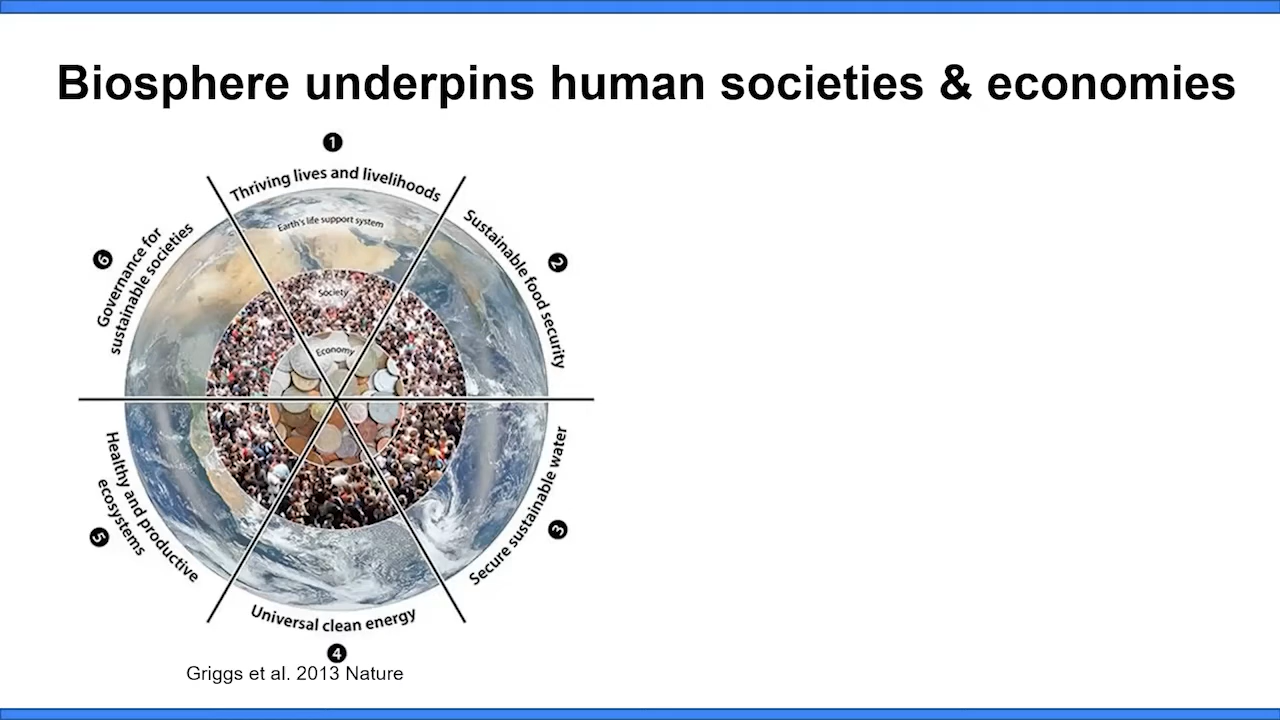 Biosphere underpins human societies & economies
1
Thriving lives and livelihoods
Earth's life support system
Society
Economy
2
Sustainable food security
3
Secure sustainable water
4
Universal clean energy
5
Healthy and productive
ecosystems
6
Governance for
sustainable societies
Griggs et al. 2013 Nature